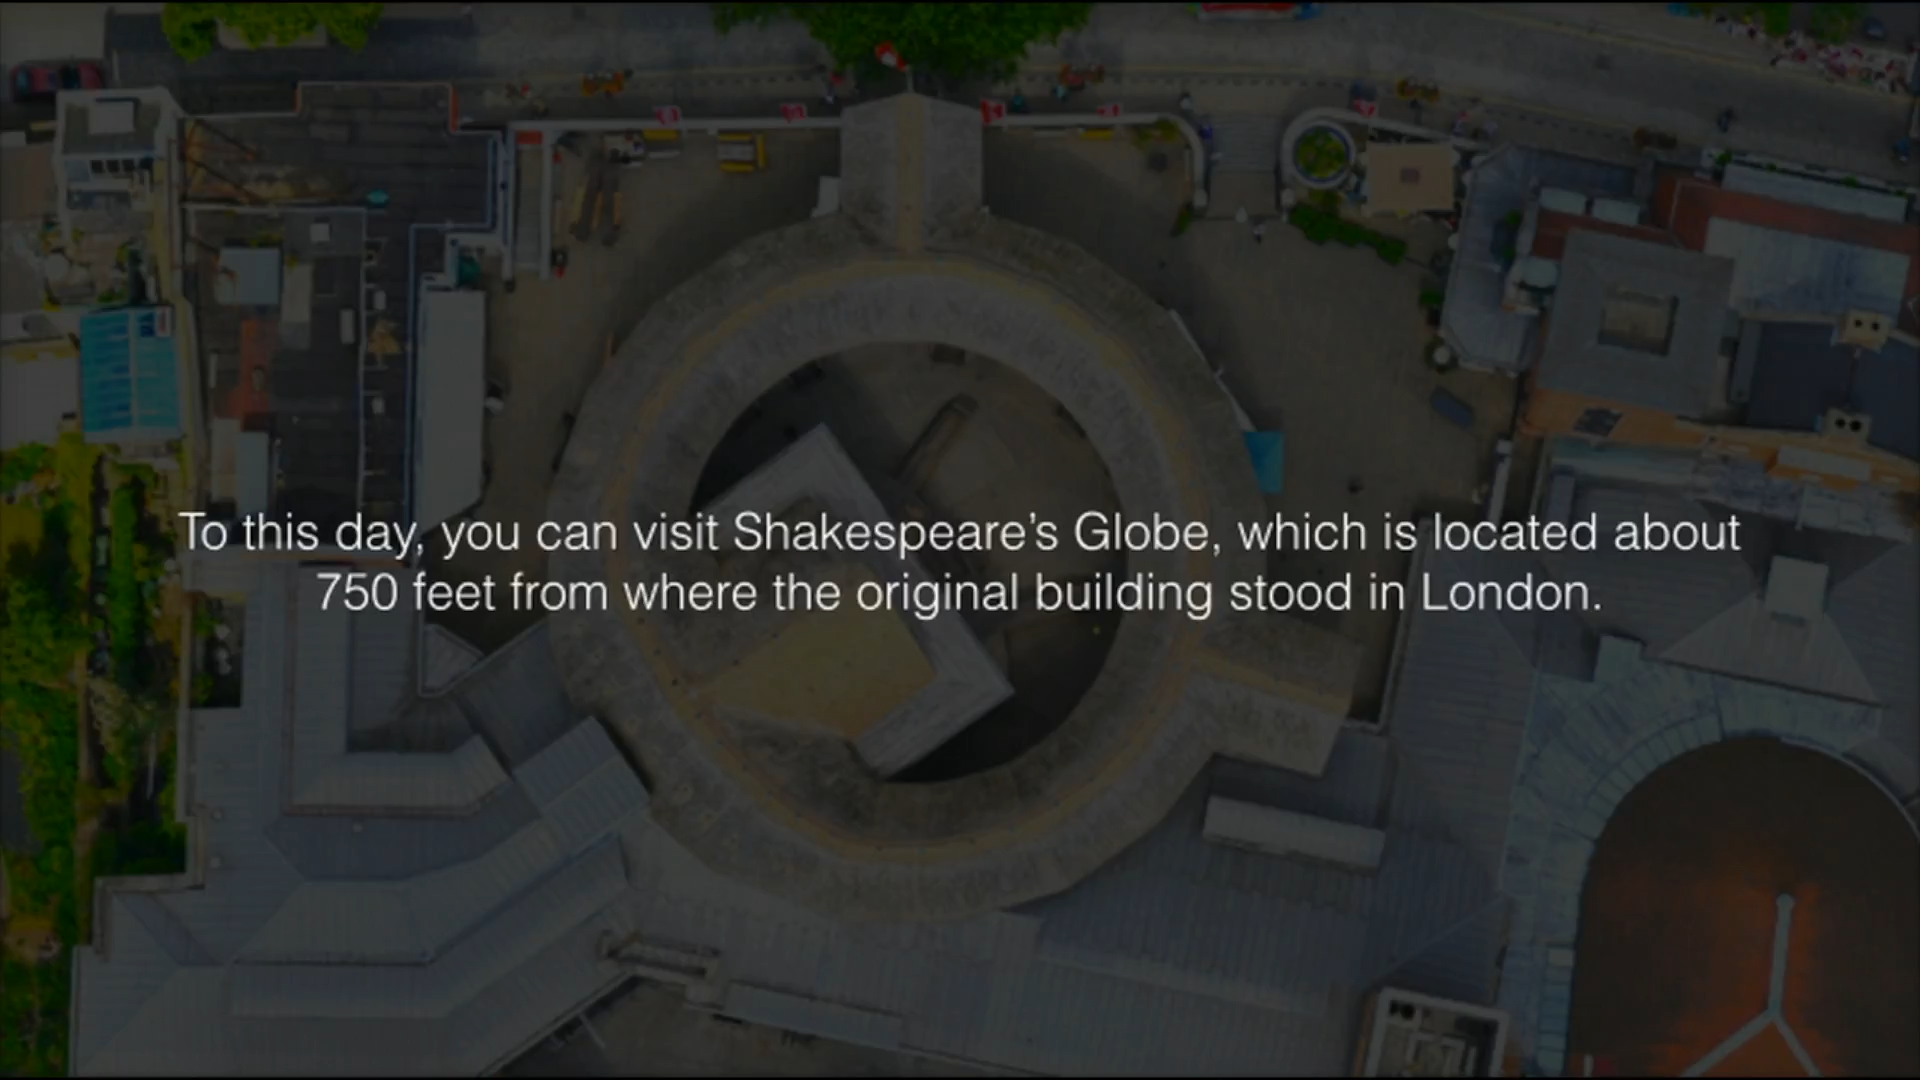 To this day, you can visit Shakespeare’s Globe, which is located about
750 feet from where the original building stood in London.